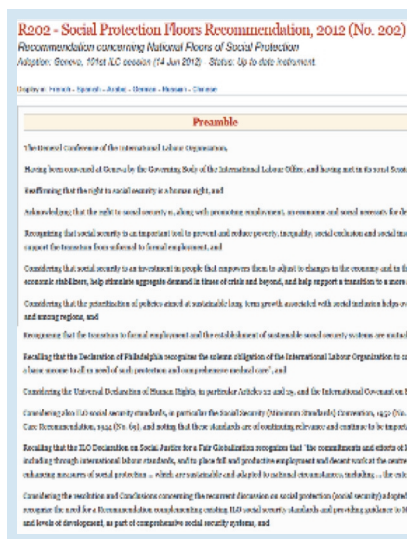 R202 - Social Protection Floors Recommendation, 2012 (No. 202)
Recommendation concerning National Floors of Social Protection
Adoption: Geneva, 101st ILC session (14 Jun 2012) - Status: Up-to-date instrument.
Display in: French - Spanish - Arabic - German - Russian - Chinese
Preamble
The General Conference of the International Labour Organization,
Having been convened at Geneva by the Governing Body of the International Labour Office, and having met in its 101st Sess
Reaffirming that the right to social security is a human right, and
Acknowledging that the right to social security is, along with promoting employment, an economic and social necessity for de
Recognizing that social security is an important tool to prevent and reduce poverty, inequality, social exclusion and social inse
support the transition from informal to formal employment, and
Considering that social security is an investment in people that empowers them to adjust to changes in the economy and in th
economic stabilizers, help stimulate aggregate demand in times of crisis and beyond, and help support a transition to a more
Considering that the prioritization of policies aimed at sustainable long-term growth associated with social inclusion helps ov
and among regions, and
Recognizing that the transition to formal employment and the establishment of sustainable social security systems are mutual
Recalling that the Declaration of Philadelphia recognizes the solemn obligation of the International Labour Organization to co
a basic income to all in need of such protection and comprehensive medical care", and
Considering the Universal Declaration of Human Rights, in particular Articles 22 and 25, and the International Covenant on E
Considering also ILO social security standards, in particular the Social Security (Minimum Standards) Convention, 1952 (No.
Care Recommendation, 1944 (No. 69), and noting that these standards are of continuing relevance and continue to be importa
Recalling that the ILO Declaration on Social Justice for a Fair Globalization recognizes that "the commitments and efforts of
including through international labour standards, and to place full and productive employment and decent work at the centre
enhancing measures of social protection ... which are sustainable and adapted to national circumstances, including ... the exte
Considering the resolution and Conclusions concerning the recurrent discussion on social protection (social security) adopted
recognize the need for a Recommendation complementing existing ILO social security standards and providing guidance to M
and levels of development, as part of comprehensive social security systems, and